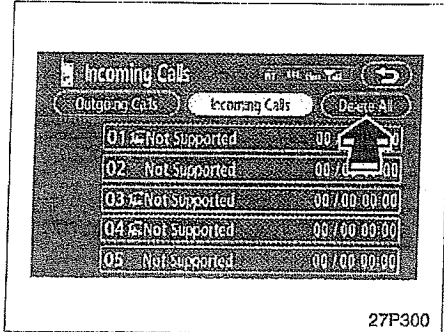 Incoming Calls
Outgoing Calls Incoming Calls Delete All
01 Not Supported 00 / 0
02 Not Supported 00 / 0 00
03 Not Supported 00 / 00 00:00
04 Not Supported 00 / 00 00:00
05 Not Supported 00 / 00 00:00
27P300